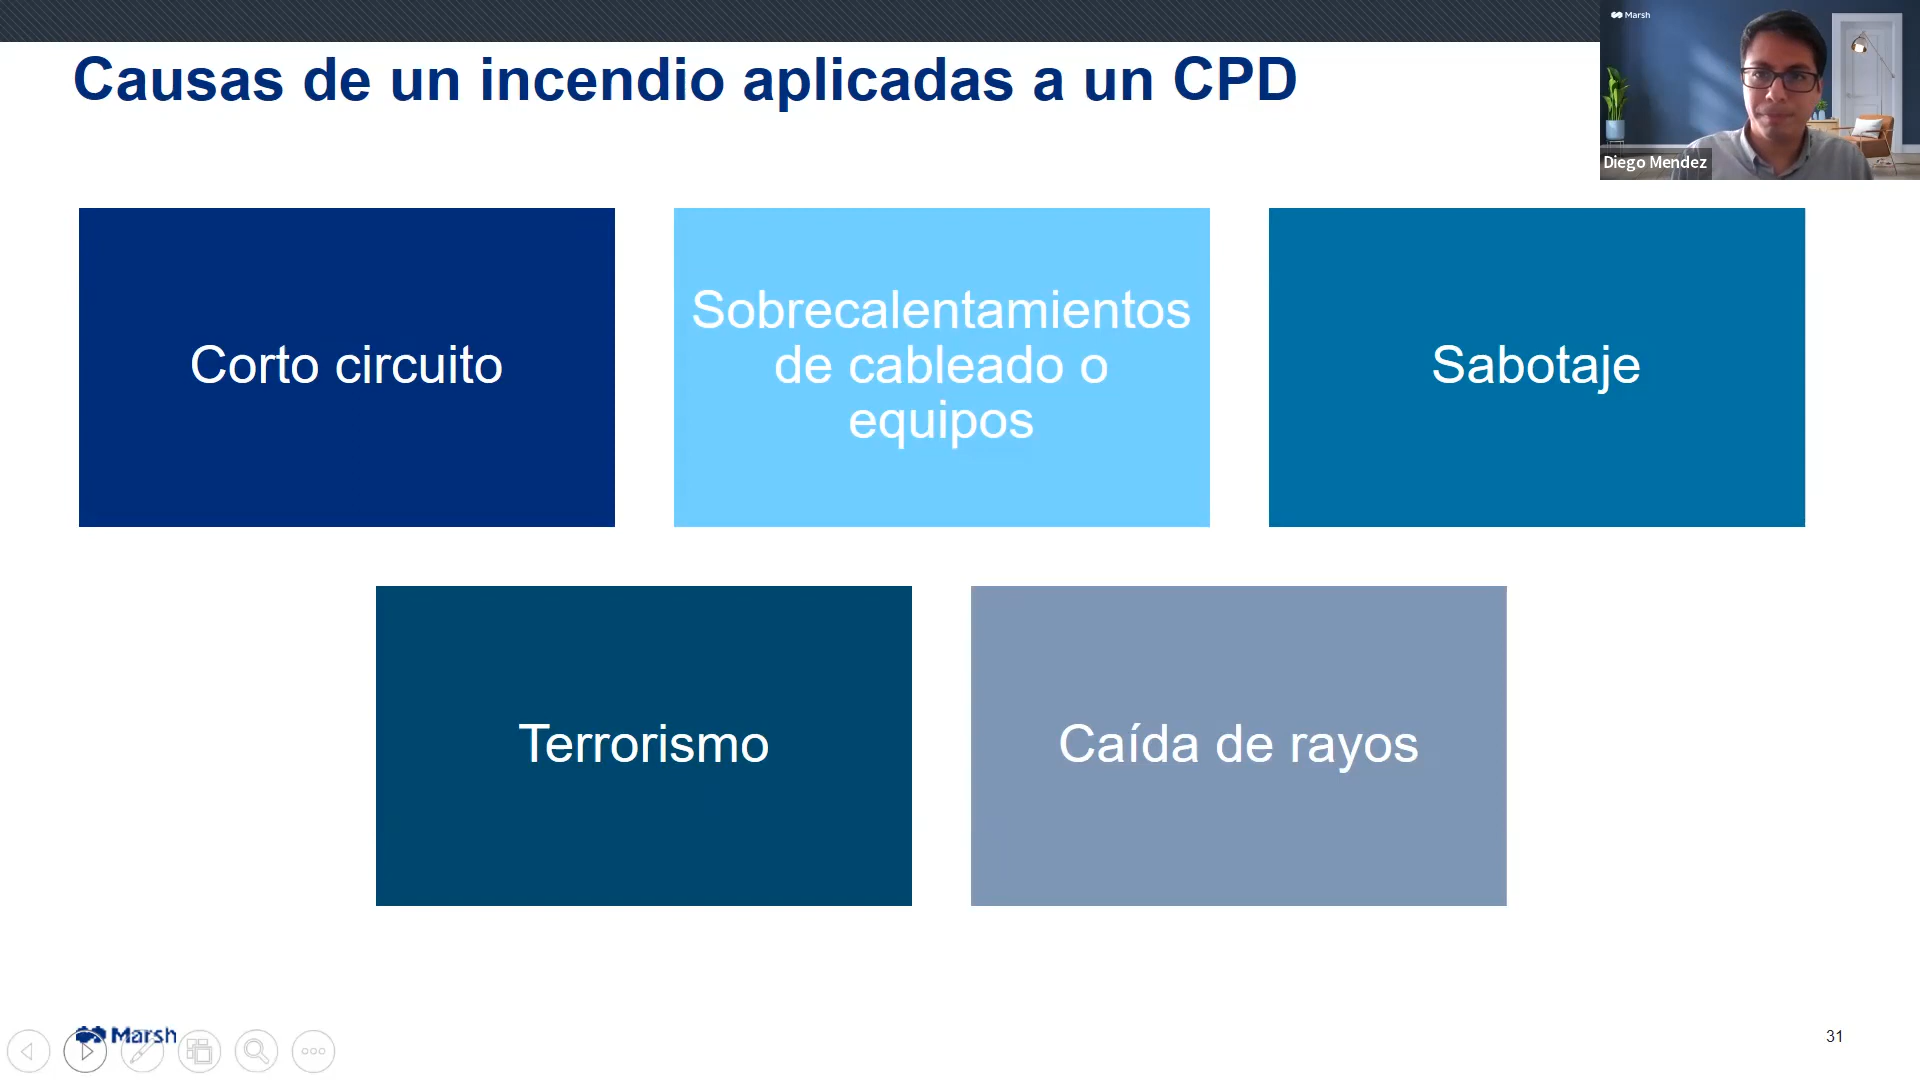 Causas de un incendio aplicadas a un CPD
Marsh
Diego Mendez
Corto circuito
Sobrecalentamientos
de cableado o
equipos
Sabotaje
Terrorismo
Caída de rayos
Marsh
31